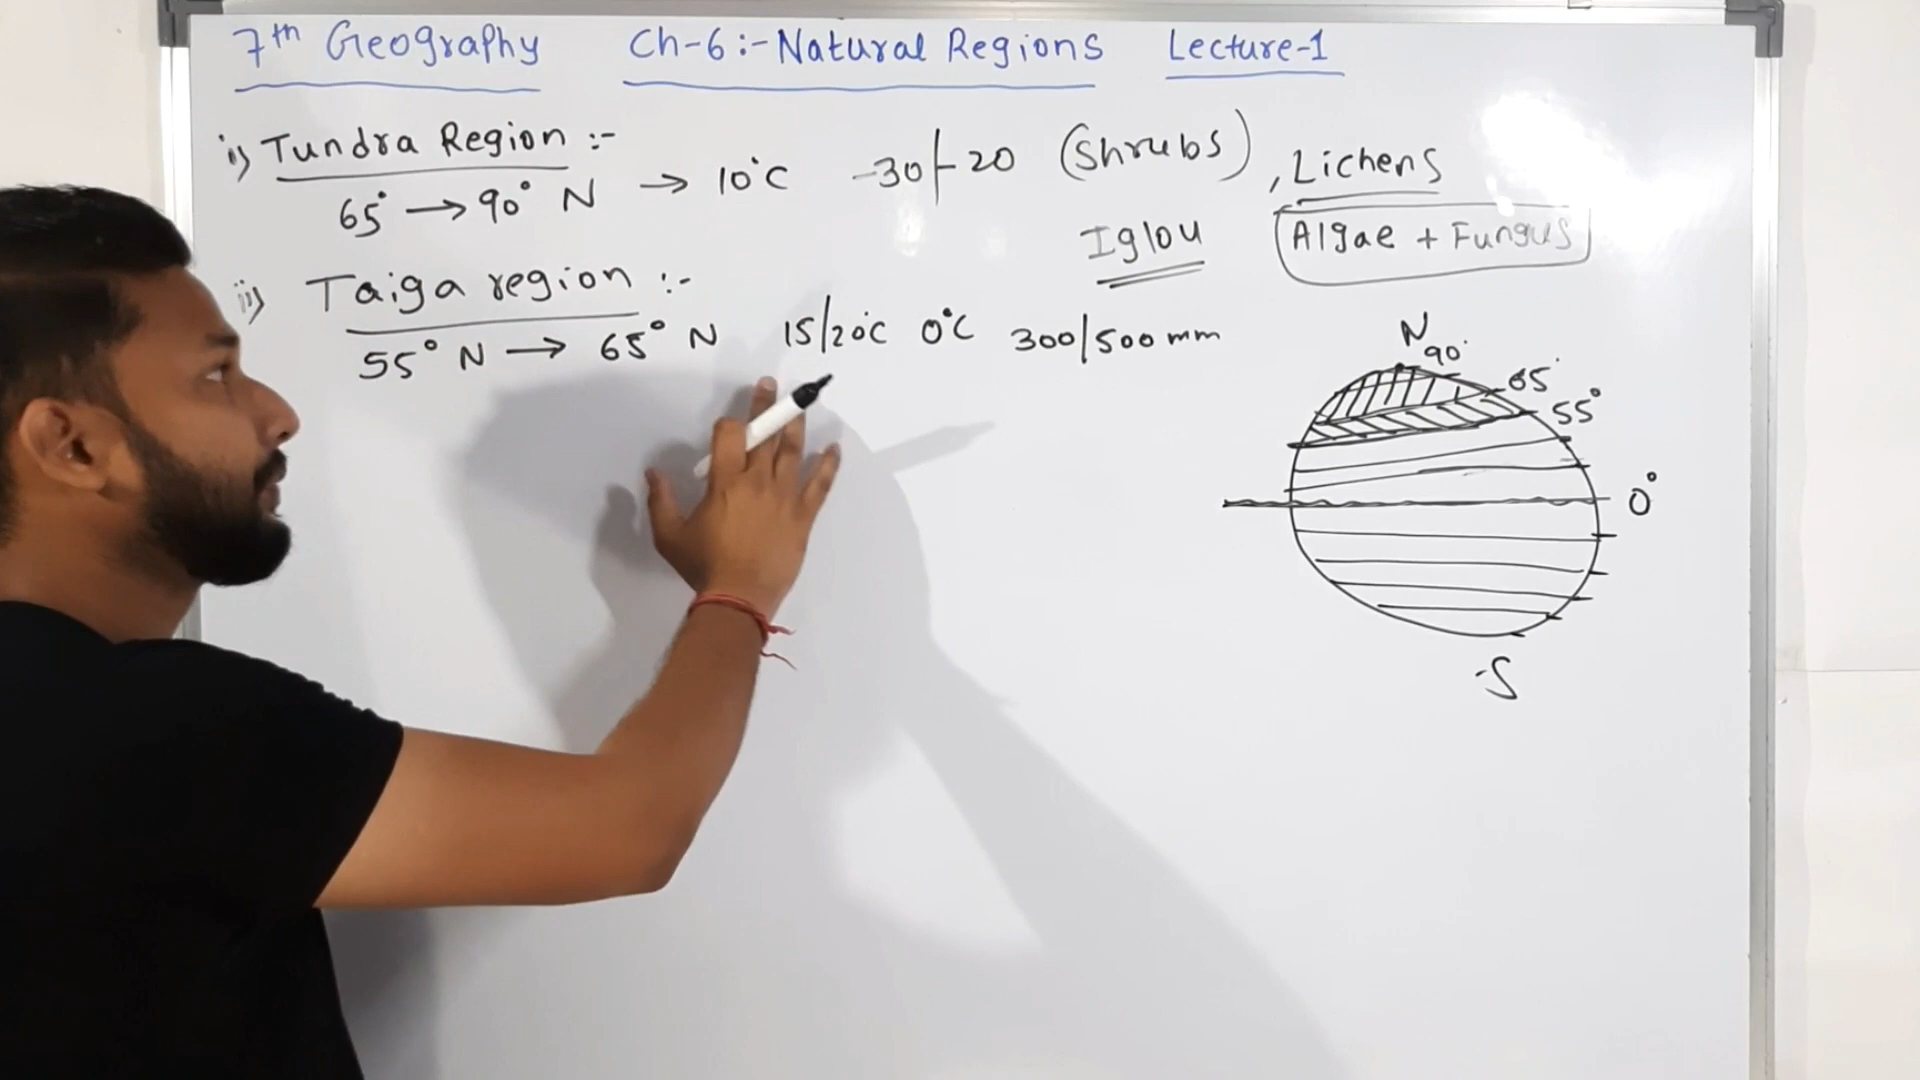 7th Geography Ch-6:- Natural Regions Lecture-1
i) Tundra Region :-
65° → 90° N → 10°C -30/-20 (Shrubs), Lichens
Iglou Algae + Fungus
ii) Taiga region :-
55° N → 65° N 15/20°C 0°C 300/500 mm
N
90°
65°
55°
0°
S